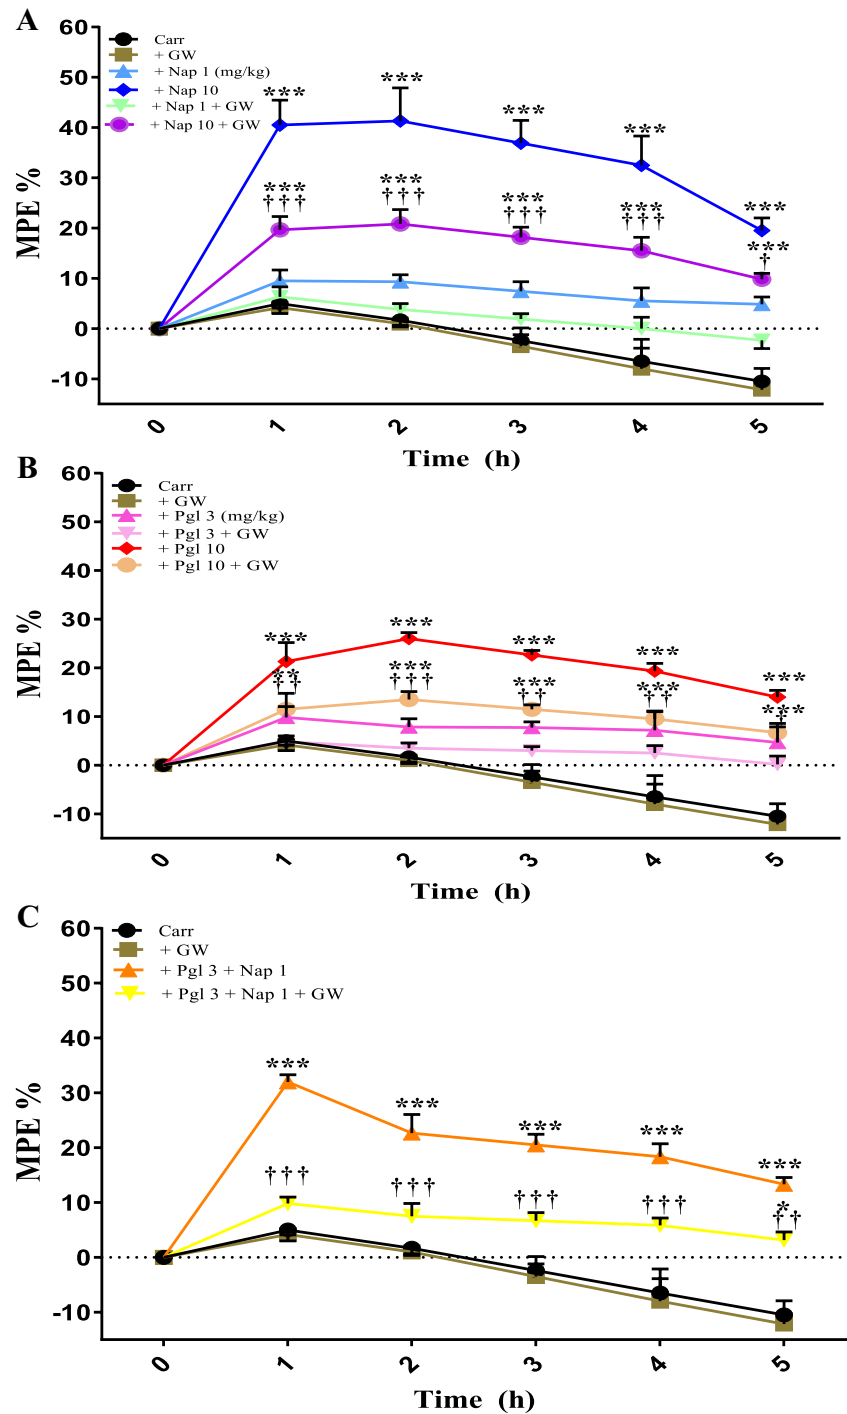 A
60
50
40
30
20
10
0
-10
MPE %
Carr
+ GW
+ Nap 1 (mg/kg)
+ Nap 10
+ Nap 1 + GW
+ Nap 10 + GW
*** *** *** *** ***
*** *** *** *** ***
††† ††† ††† ††† †
0 1 2 3 4 5
Time (h)
B
60
50
40
30
20
10
0
-10
MPE %
Carr
+ GW
+ Pgl 3 (mg/kg)
+ Pgl 3 + GW
+ Pgl 10
+ Pgl 10 + GW
*** *** *** *** ***
** *** *** *** ***
†† ††† †† †† †
0 1 2 3 4 5
Time (h)
C
60
50
40
30
20
10
0
-10
MPE %
Carr
+ GW
+ Pgl 3 + Nap 1
+ Pgl 3 + Nap 1 + GW
*** *** *** *** ***
*
††† ††† ††† ††† ††
0 1 2 3 4 5
Time (h)